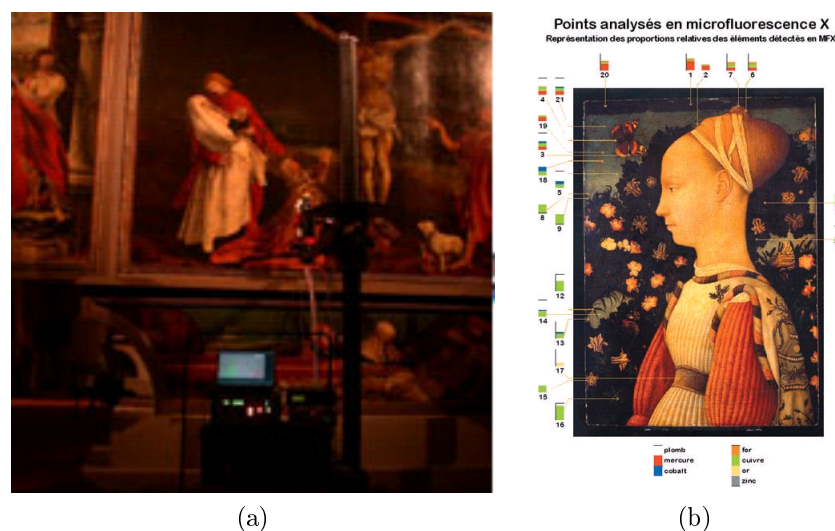 Points analysés en microfluorescence X
Représentation des proportions relatives des éléments détectés en MFX
20
1
2
7
6
4
21
19
3
18
5
8
9
12
14
13
17
15
16
plomb
mercure
cobalt
fer
cuivre
or
zinc
(a)
(b)